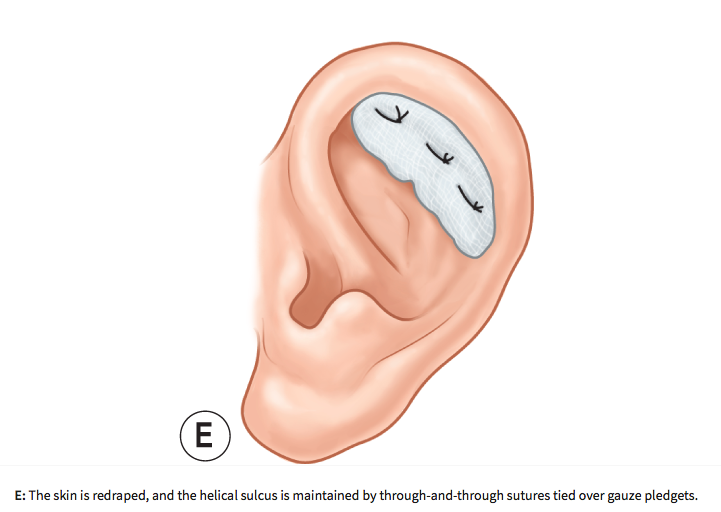 E
E: The skin is redraped, and the helical sulcus is maintained by through-and-through sutures tied over gauze pledgets.